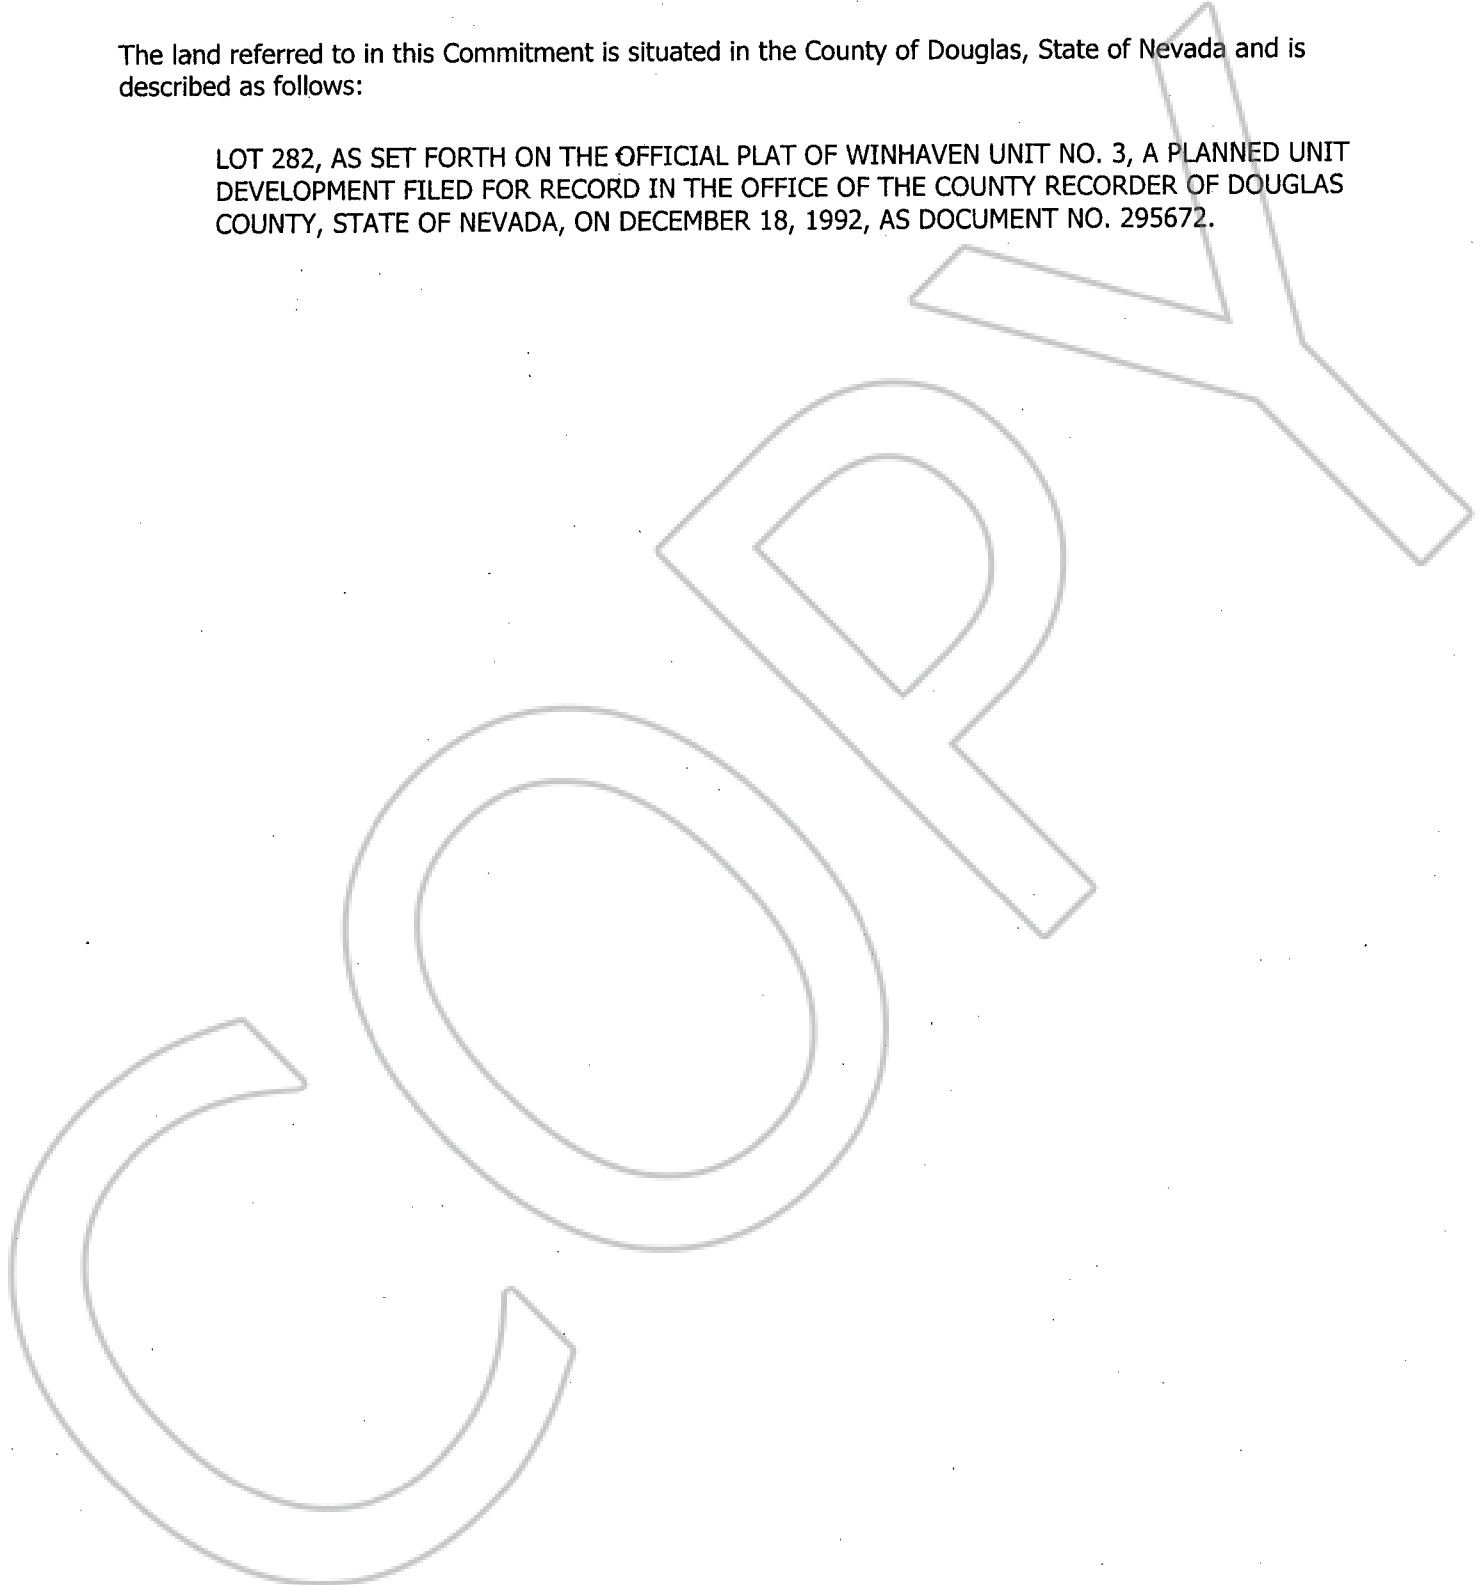 The land referred to in this Commitment is situated in the County of Douglas, State of Nevada and is
described as follows:
LOT 282, AS SET FORTH ON THE OFFICIAL PLAT OF WINHAVEN UNIT NO. 3, A PLANNED UNIT
DEVELOPMENT FILED FOR RECORD IN THE OFFICE OF THE COUNTY RECORDER OF DOUGLAS
COUNTY, STATE OF NEVADA, ON DECEMBER 18, 1992, AS DOCUMENT NO. 295672.
COPY